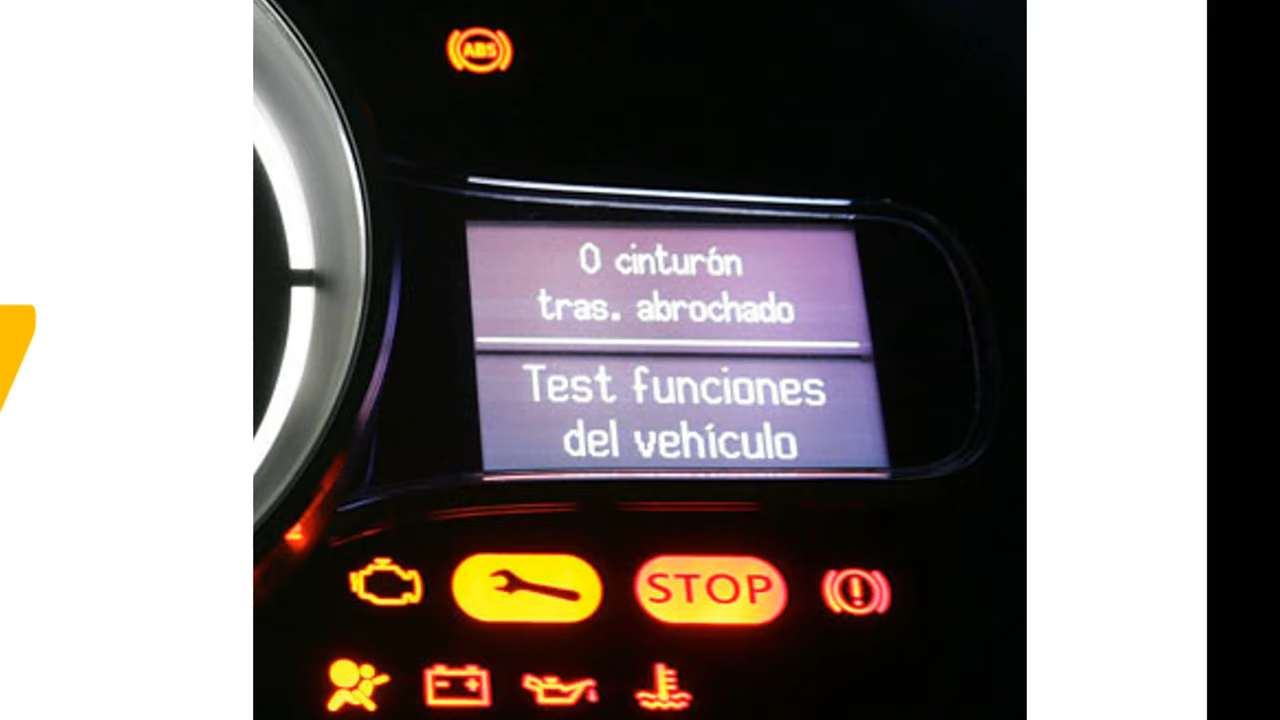 ABS
0 cinturón
tras. abrochado
Test funciones
del vehículo
STOP